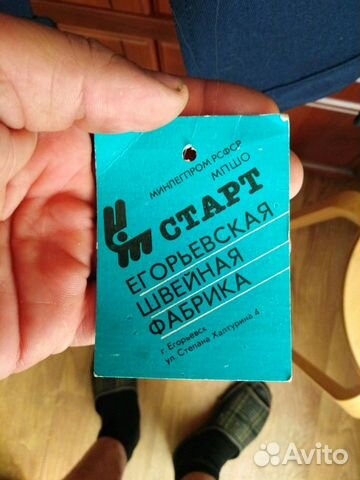 МИНЛЕГПРОМ РСФСР
МПШО
СТАРТ
ЕГОРЬЕВСКАЯ
ШВЕЙНАЯ
ФАБРИКА
г. Егорьевск
ул. Степана Халтурина 4.
Avito